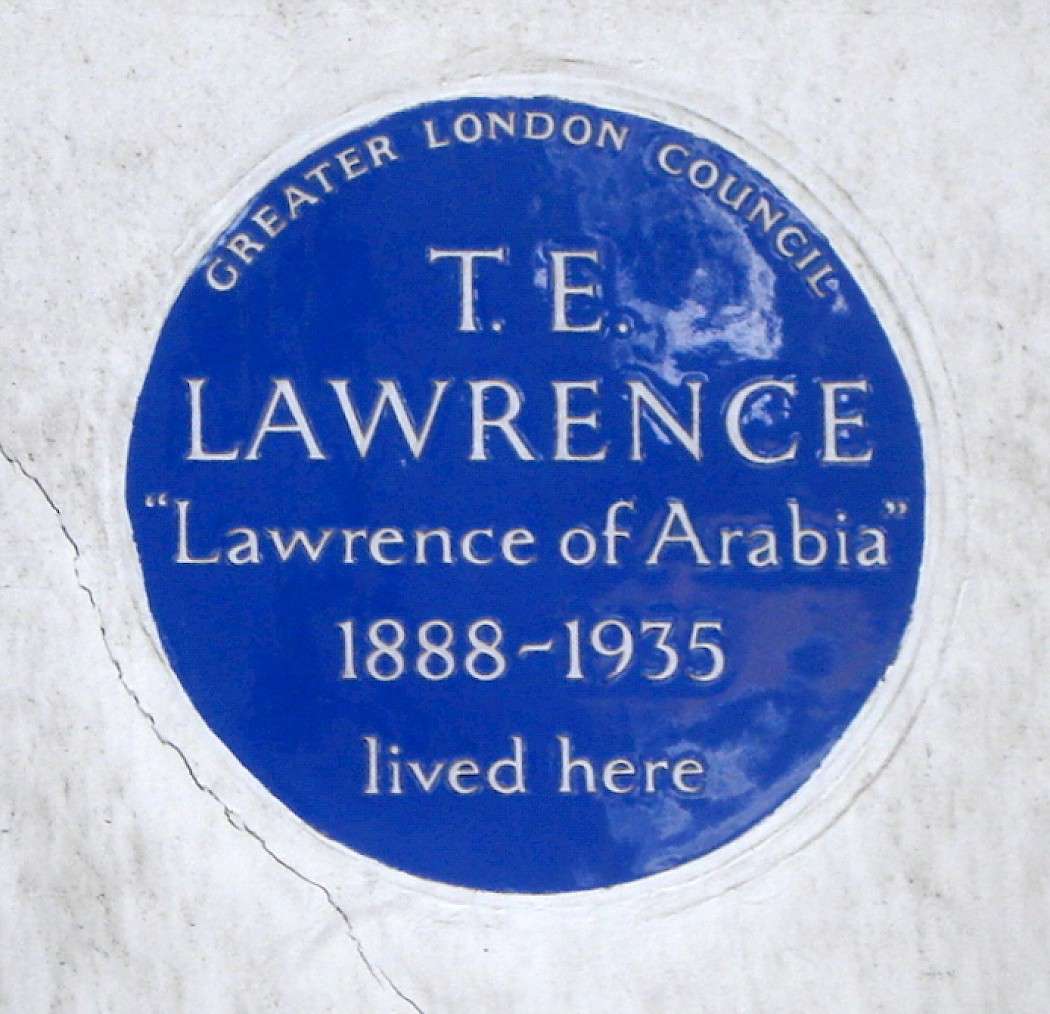 GREATER LONDON COUNCIL
T. E.
LAWRENCE
“Lawrence of Arabia”
1888-1935
lived here